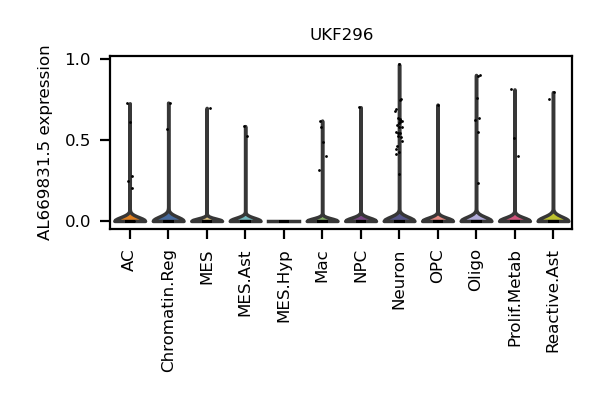 UKF296
AL669831.5 expression
1.0
0.5
0.0
AC
Chromatin.Reg
MES
MES.Ast
MES.Hyp
Mac
NPC
Neuron
OPC
Oligo
Prolif.Metab
Reactive.Ast